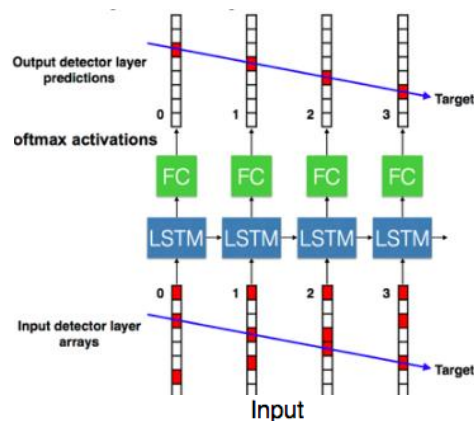 Output detector layer
predictions
Target
0 1 2 3
oftmax activations
FC FC FC FC
LSTM LSTM LSTM LSTM
0 1 2 3
Input detector layer
arrays
Target
Input